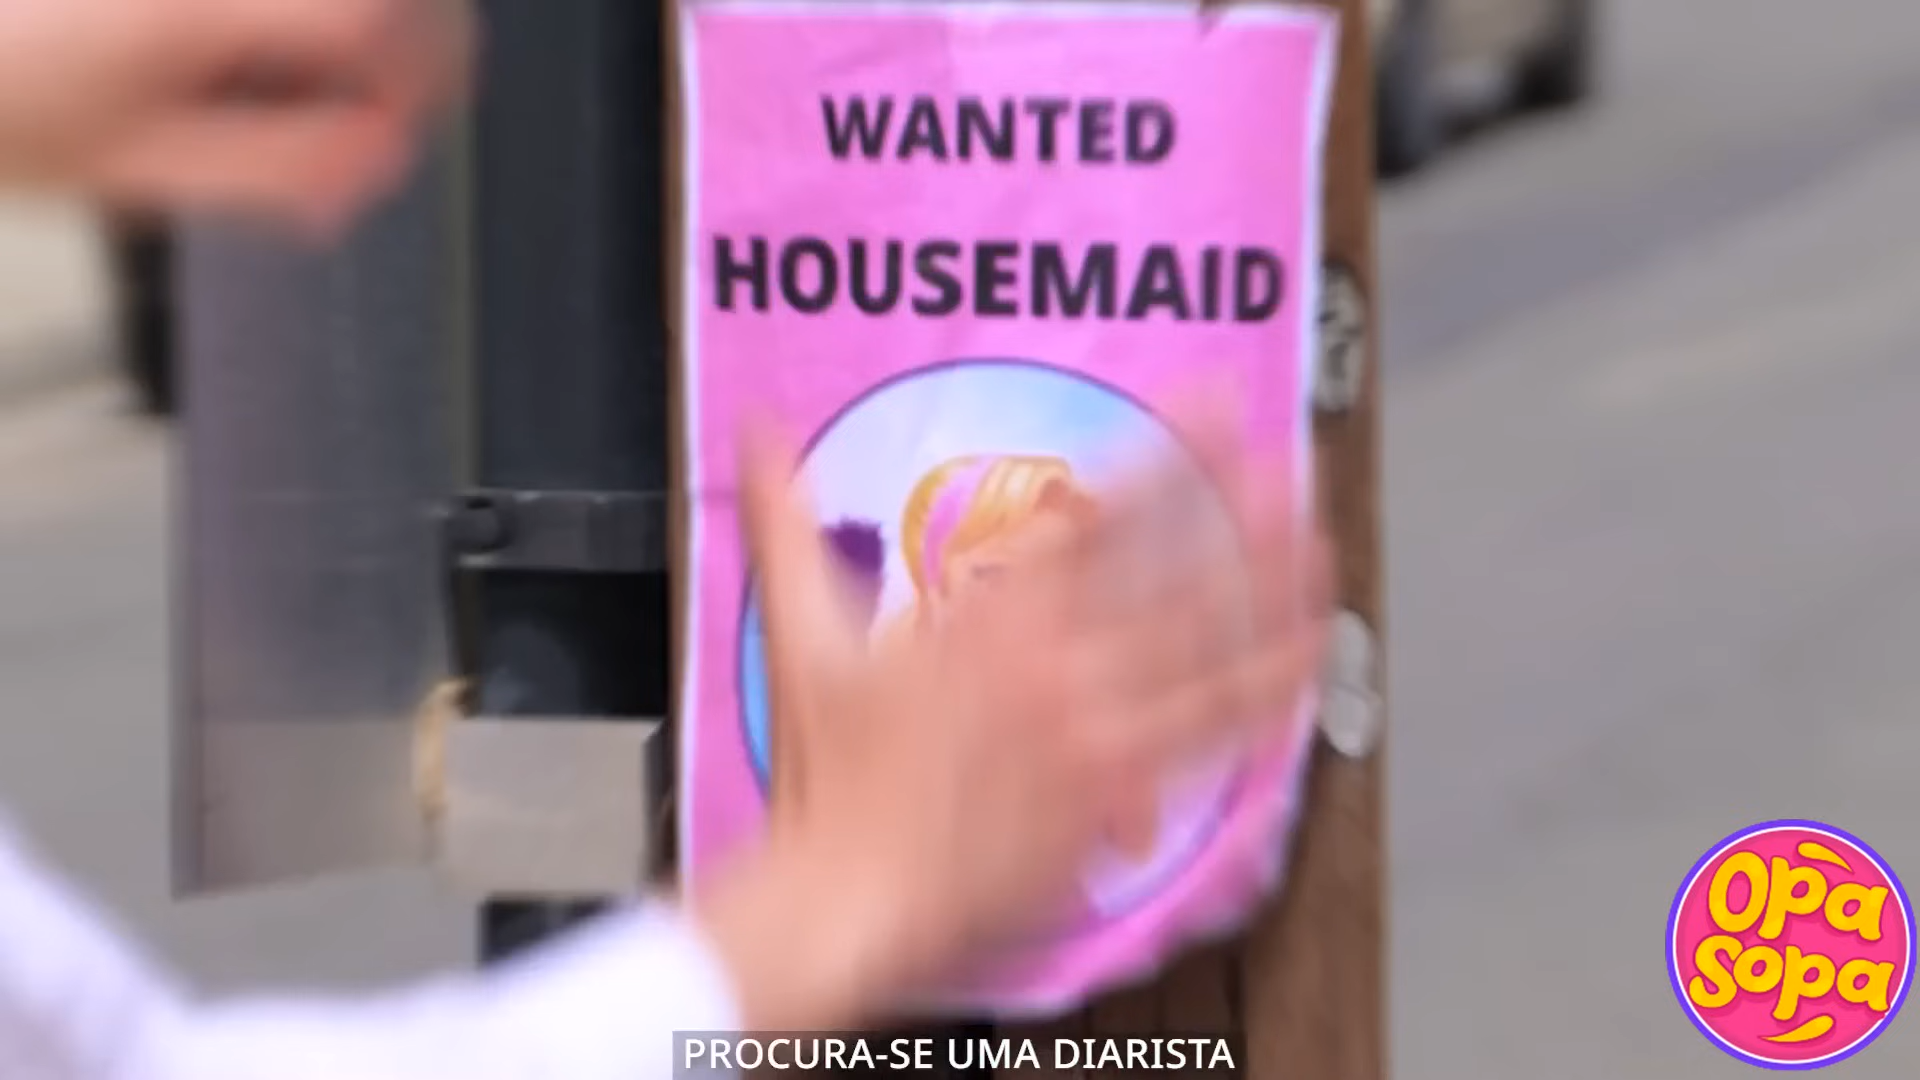 WANTED
HOUSEMAID
PROCURA-SE UMA DIARISTA
Opa
Sopa